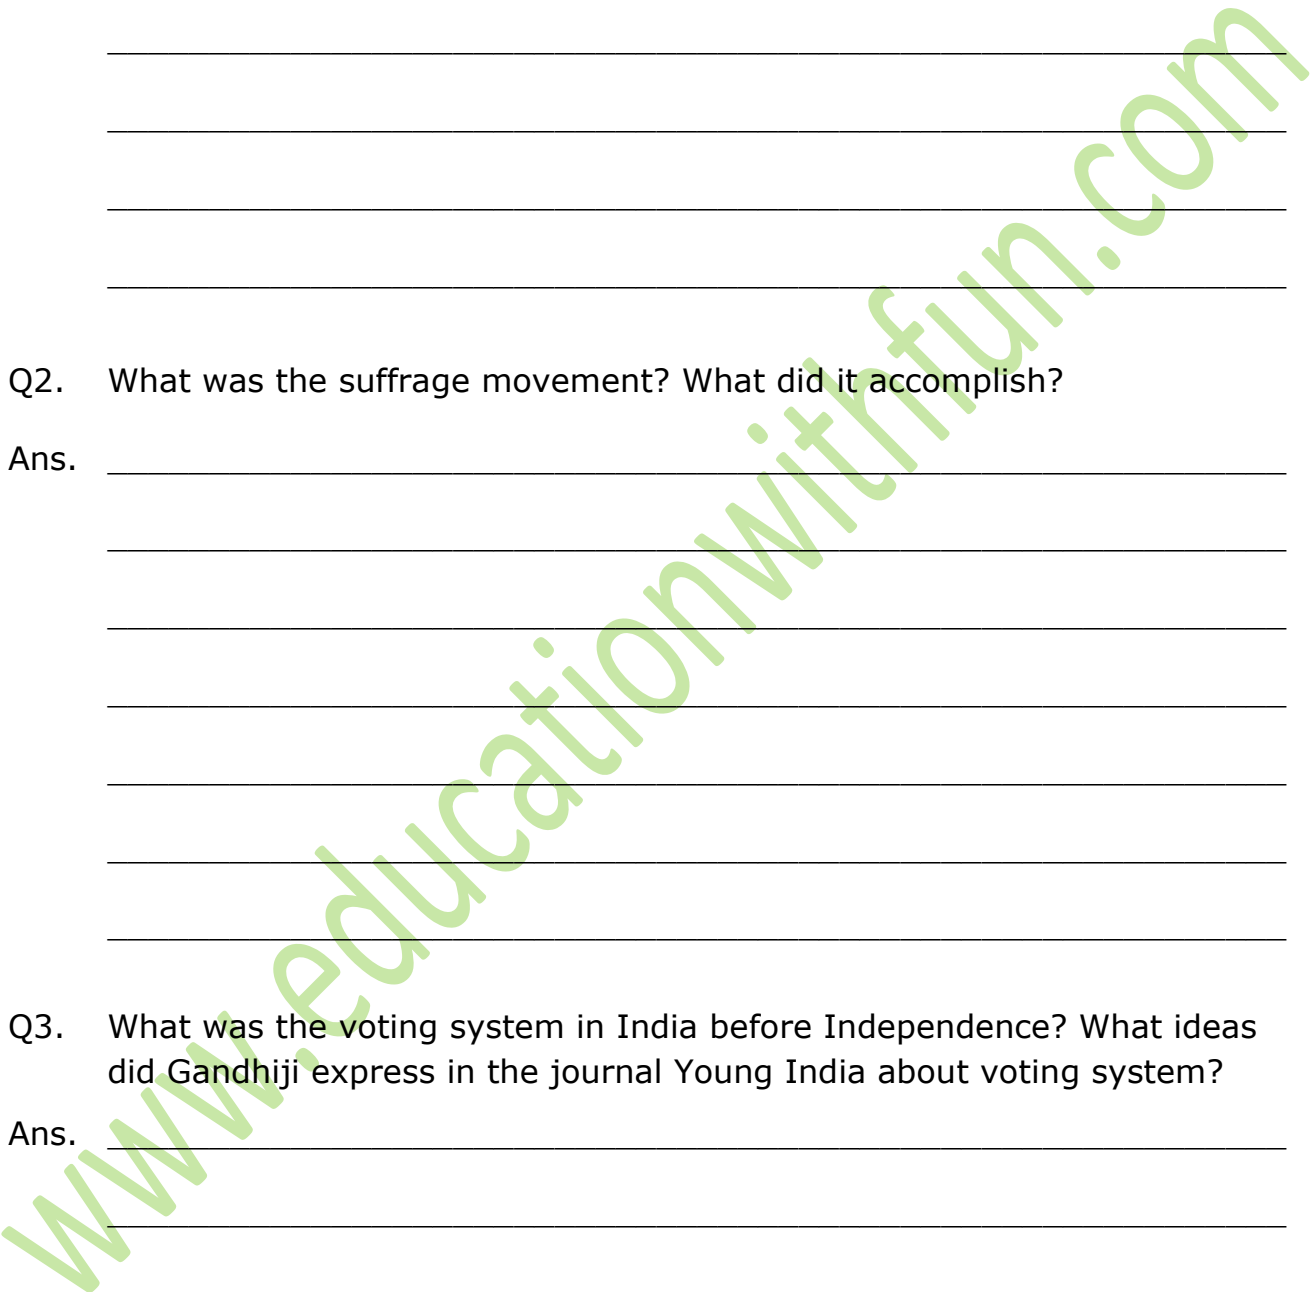 Q2. What was the suffrage movement? What did it accomplish?
Ans.
Q3. What was the voting system in India before Independence? What ideas
did Gandhiji express in the journal Young India about voting system?
Ans.
www.educationwithfun.com